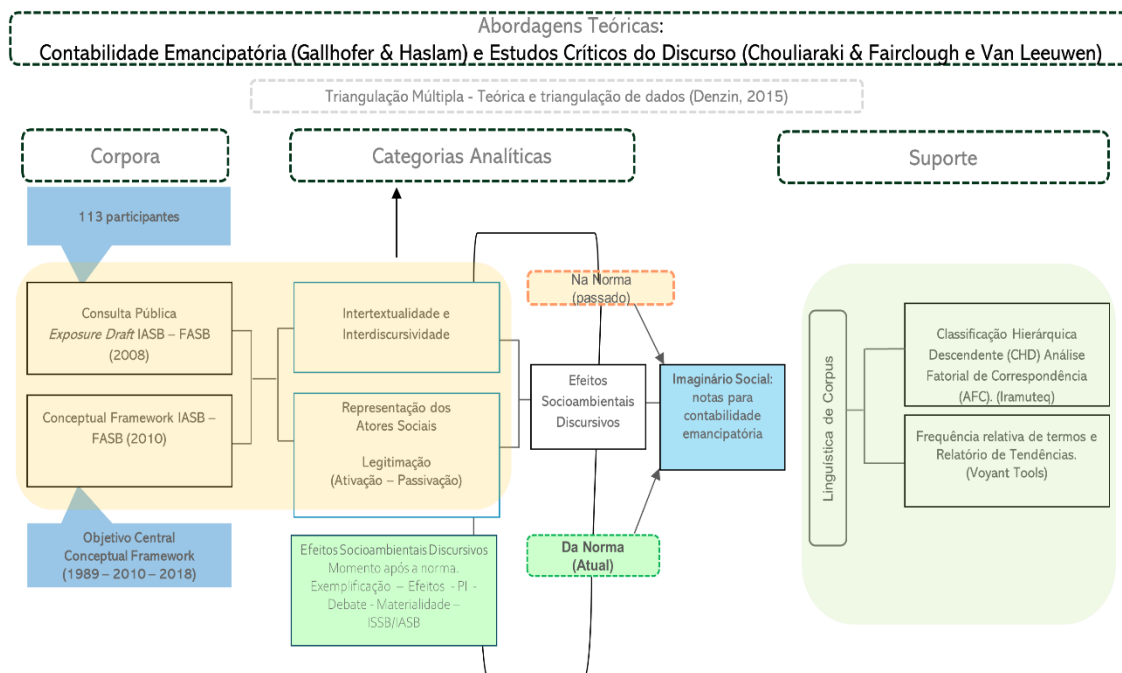 Abordagens Teóricas:
Contabilidade Emancipatória (Gallhofer & Haslam) e Estudos Críticos do Discurso (Chouliaraki & Fairclough e Van Leeuwen)
Triangulação Múltipla - Teórica e triangulação de dados (Denzin, 2015)
Corpora
Categorias Analíticas
Suporte
113 participantes
Consulta Pública
Exposure Draft IASB – FASB
(2008)
Conceptual Framework IASB –
FASB (2010)
Objetivo Central
Conceptual Framework
(1989 – 2010 – 2018)
Intertextualidade e
Interdiscursividade
Representação dos
Atores Sociais
Legitimação
(Ativação – Passivação)
Efeitos Socioambientais Discursivos
Momento após a norma.
Exemplificação – Efeitos - PI -
Debate - Materialidade –
ISSB/IASB
Na Norma
(passado)
Efeitos
Socioambientais
Discursivos
Imaginário Social:
notas para
contabilidade
emancipatória
Da Norma
(Atual)
Linguística de Corpus
Classificação Hierárquica
Descendente (CHD) Análise
Fatorial de Correspondência
(AFC). (Iramuteq)
Frequência relativa de termos e
Relatório de Tendências.
(Voyant Tools)